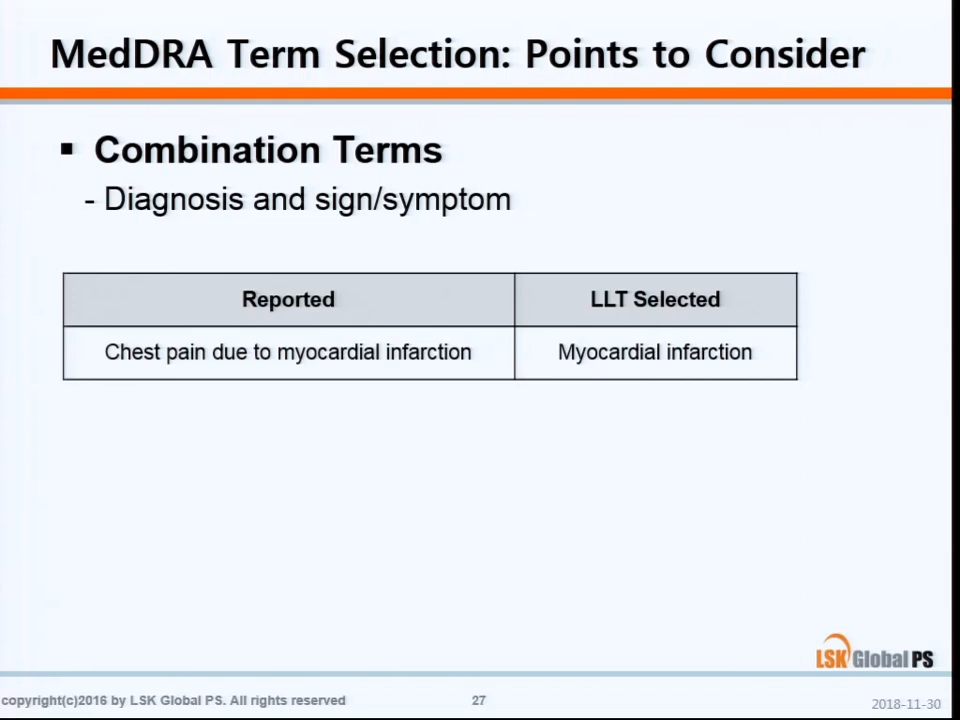 MedDRA Term Selection: Points to Consider
▪ Combination Terms
- Diagnosis and sign/symptom
Reported LLT Selected
Chest pain due to myocardial infarction Myocardial infarction
LSK Global PS
copyright(c)2016 by LSK Global PS. All rights reserved 27 2018-11-30